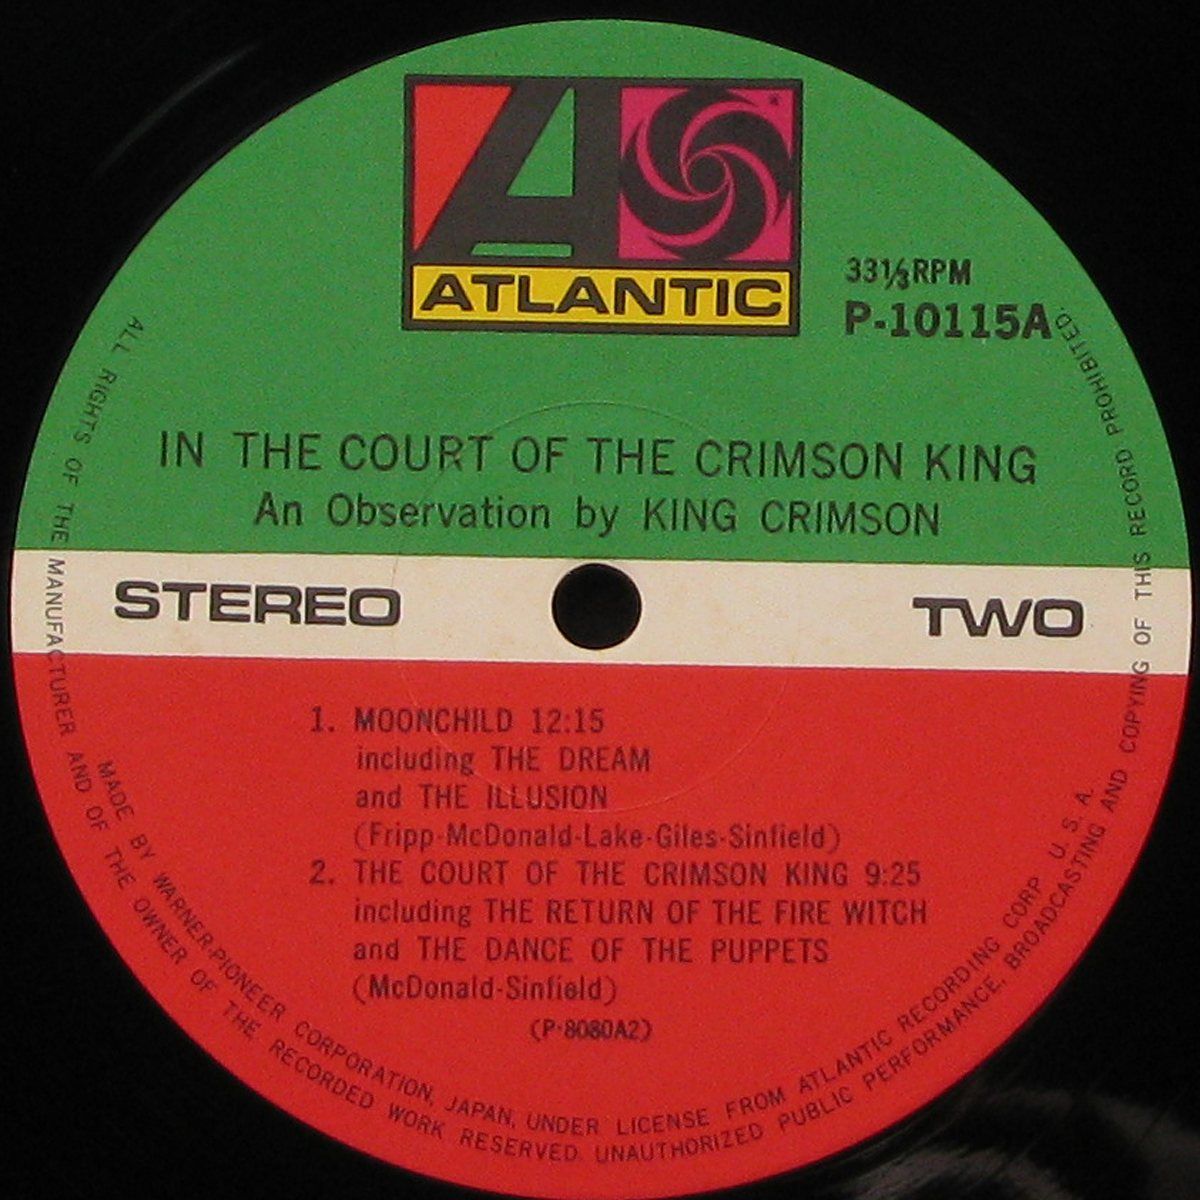 ATLANTIC
33⅓RPM
P-10115A
IN THE COURT OF THE CRIMSON KING
An Observation by KING CRIMSON
STEREO
TWO
1. MOONCHILD 12:15
including THE DREAM
and THE ILLUSION
(Fripp-McDonald-Lake-Giles-Sinfield)
2. THE COURT OF THE CRIMSON KING 9:25
including THE RETURN OF THE FIRE WITCH
and THE DANCE OF THE PUPPETS
(McDonald-Sinfield)
(P-8080A2)
MADE BY WARNER-PIONEER CORPORATION, JAPAN, UNDER LICENSE FROM ATLANTIC RECORDING CORP U. S. A.
ALL RIGHTS OF THE MANUFACTURER AND OF THE OWNER OF THE RECORDED WORK RESERVED UNAUTHORIZED PUBLIC PERFORMANCE, BROADCASTING AND COPYING OF THIS RECORD PROHIBITED.